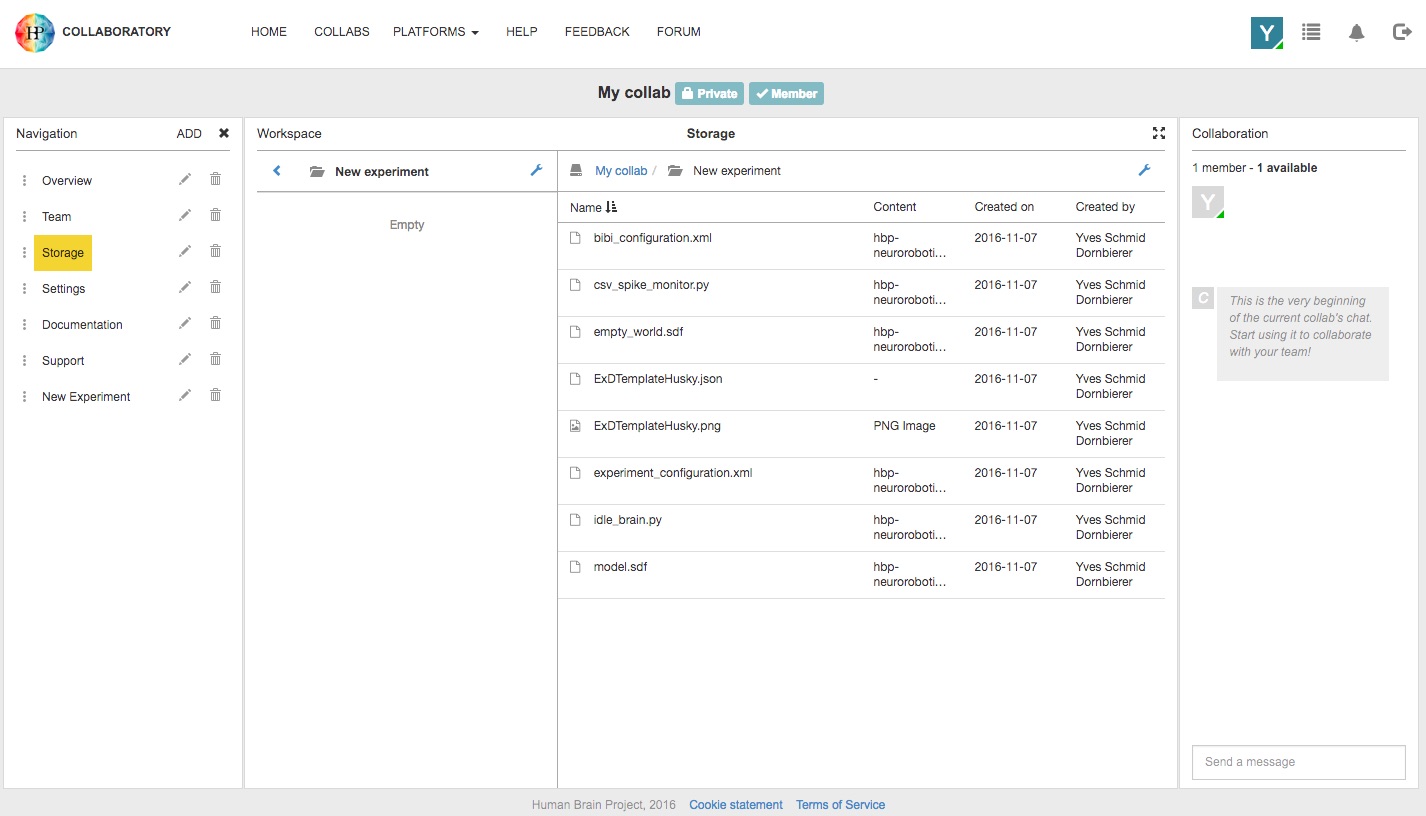 HP COLLABORATORY HOME COLLABS PLATFORMS HELP FEEDBACK FORUM Y
My collab Private Member
Navigation ADD
Overview
Team
Storage
Settings
Documentation
Support
New Experiment
Workspace
New experiment
Empty
Storage
My collab / New experiment
Name Content Created on Created by
bibi_configuration.xml hbp- 2016-11-07 Yves Schmid
neuroroboti... Dornbierer
csv_spike_monitor.py hbp- 2016-11-07 Yves Schmid
neuroroboti... Dornbierer
empty_world.sdf hbp- 2016-11-07 Yves Schmid
neuroroboti... Dornbierer
ExDTemplateHusky.json - 2016-11-07 Yves Schmid
Dornbierer
ExDTemplateHusky.png PNG Image 2016-11-07 Yves Schmid
Dornbierer
experiment_configuration.xml hbp- 2016-11-07 Yves Schmid
neuroroboti... Dornbierer
idle_brain.py hbp- 2016-11-07 Yves Schmid
neuroroboti... Dornbierer
model.sdf hbp- 2016-11-07 Yves Schmid
neuroroboti... Dornbierer
Collaboration
1 member - 1 available
Y
C
This is the very beginning
of the current collab's chat.
Start using it to collaborate
with your team!
Send a message
Human Brain Project, 2016 Cookie statement Terms of Service